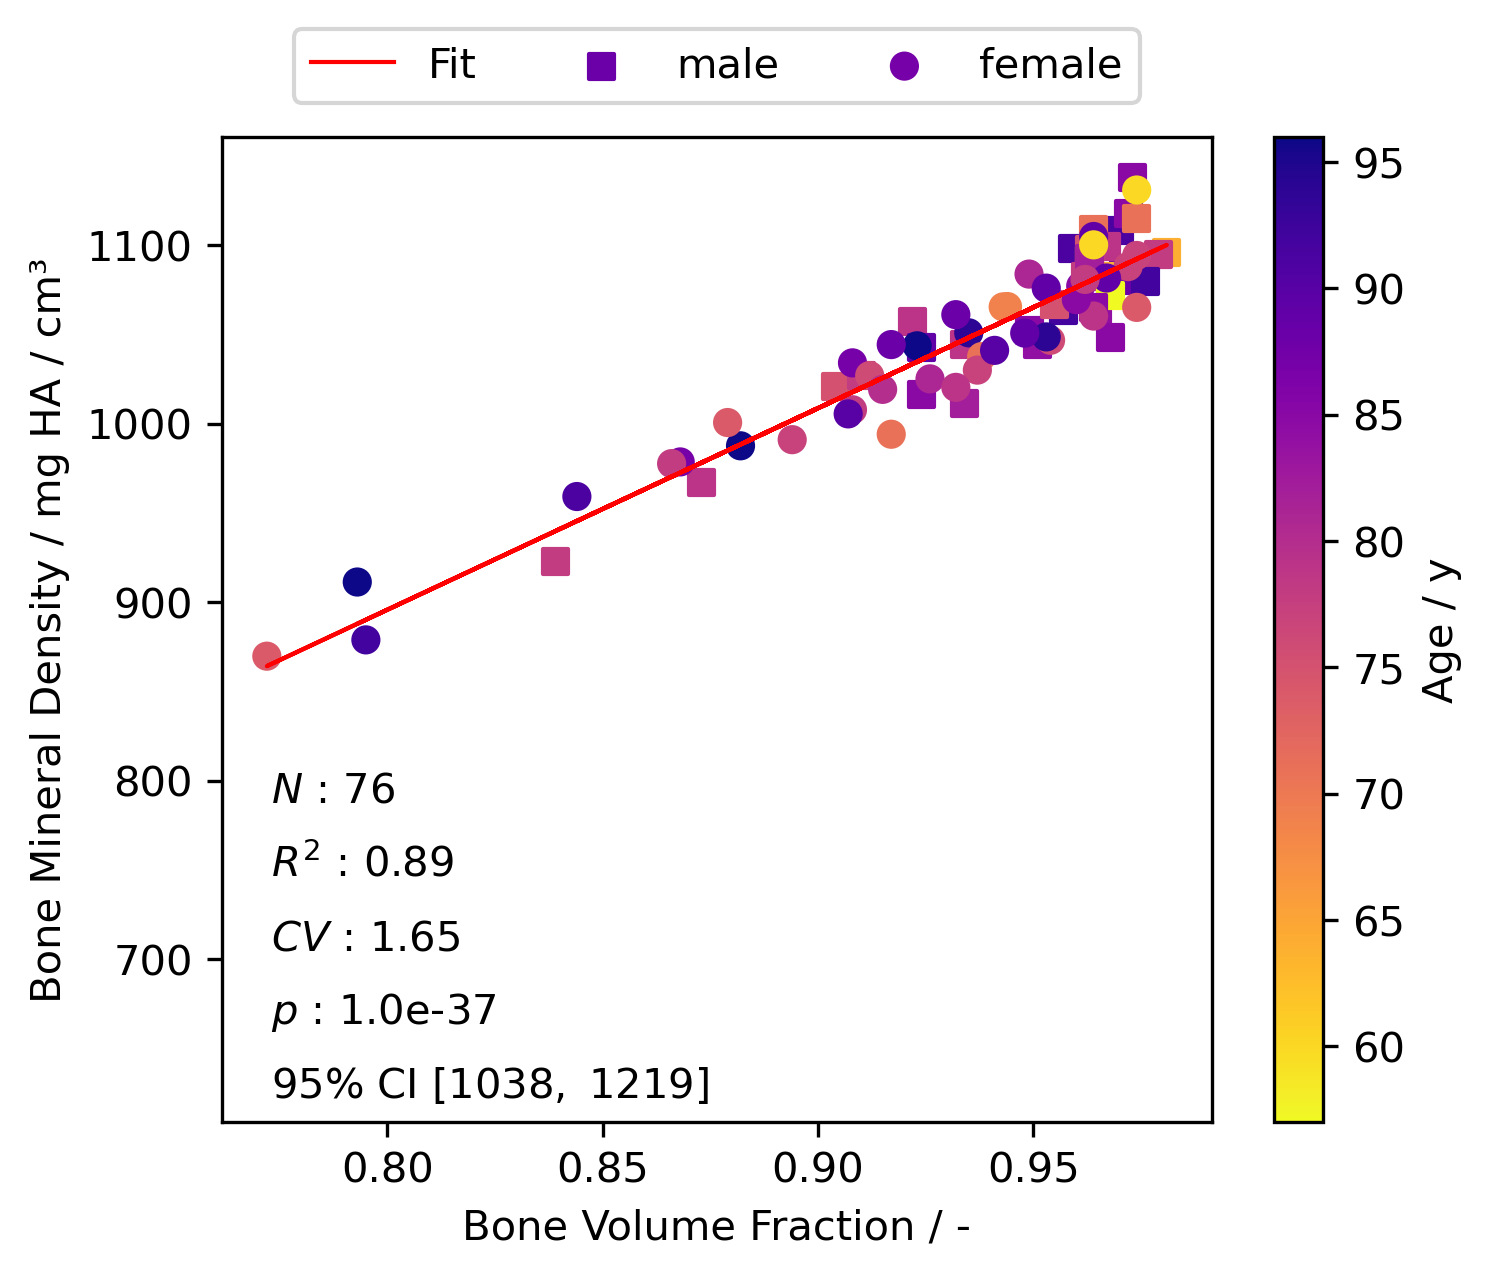 Fit male female
1100
1000
900
800
700
Bone Mineral Density / mg HA / cm³
N : 76
R² : 0.89
CV : 1.65
p : 1.0e-37
95% CI [1038, 1219]
0.80 0.85 0.90 0.95
Bone Volume Fraction / -
95
90
85
80
75
70
65
60
Age / y